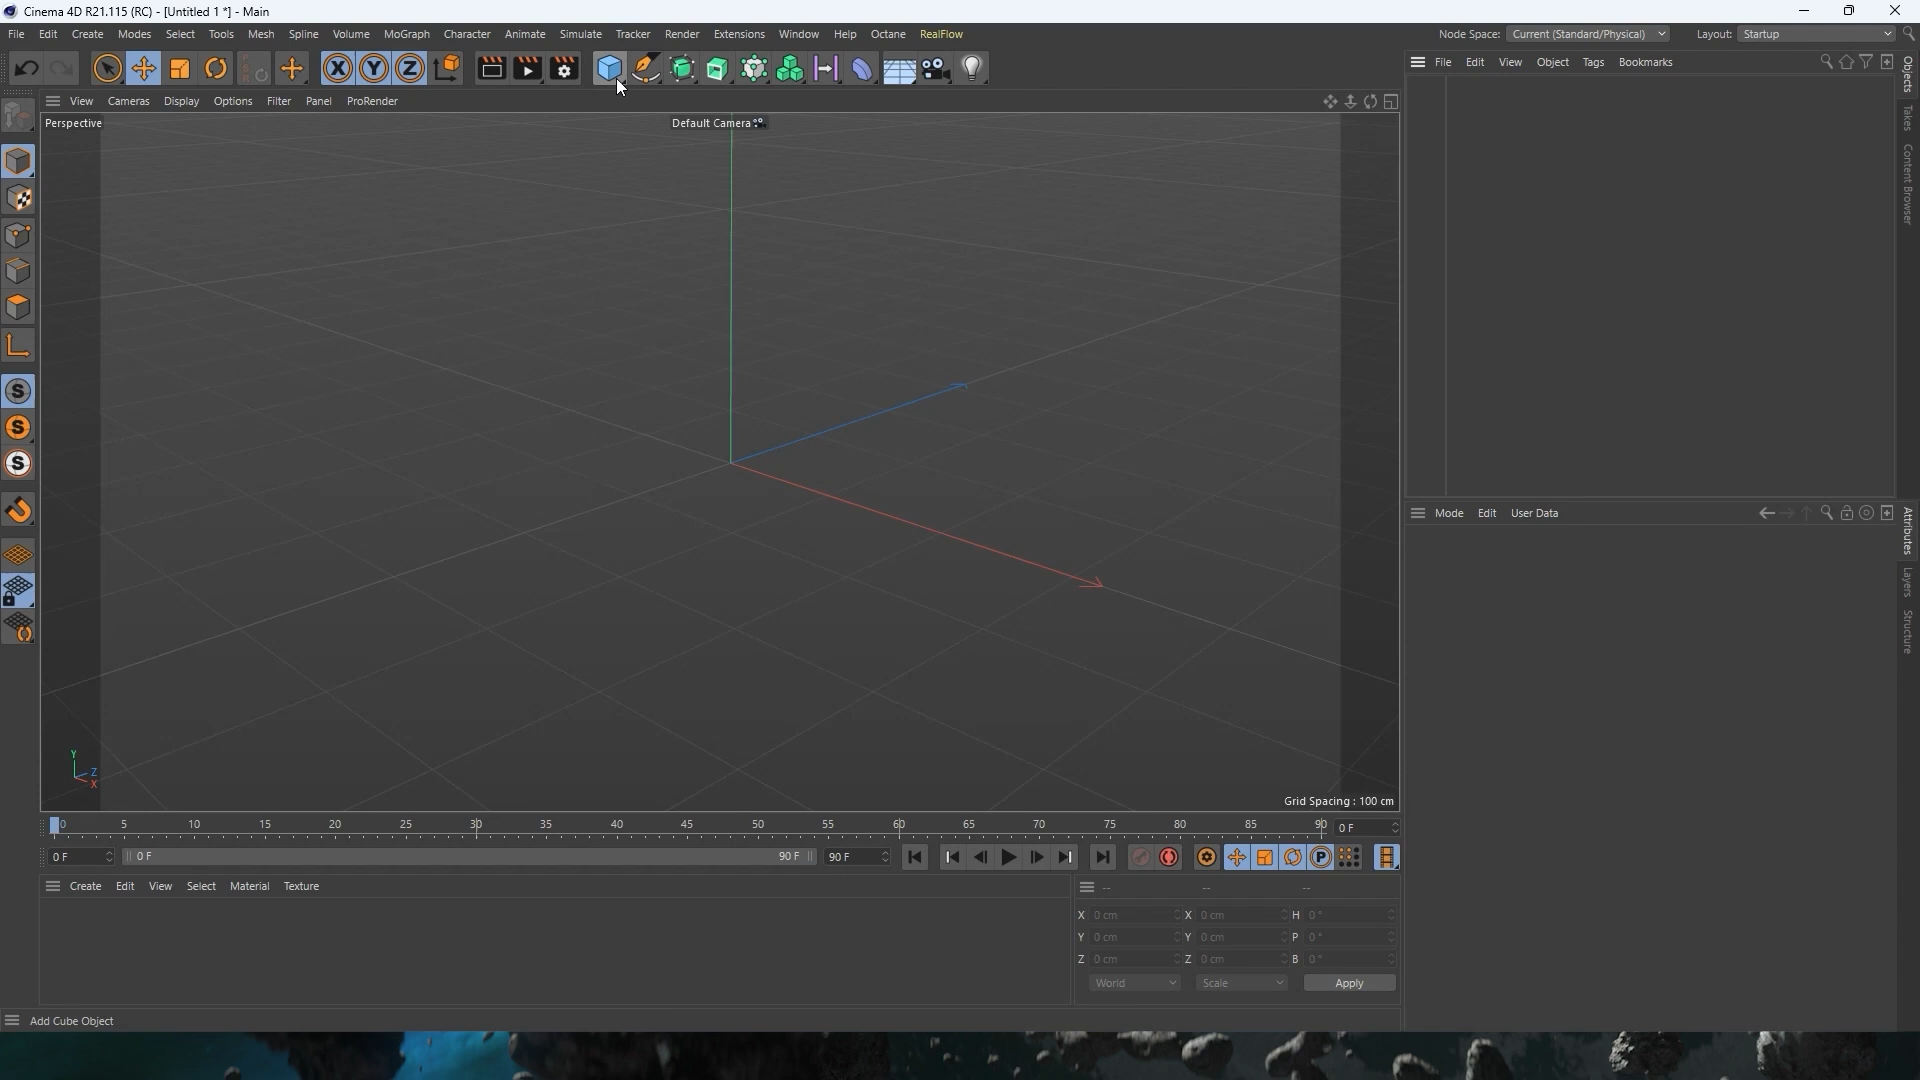 Cinema 4D R21.115 (RC) - [Untitled 1 *] - Main
File Edit Create Modes Select Tools Mesh Spline Volume MoGraph Character Animate Simulate Tracker Render Extensions Window Help Octane RealFlow Node Space: Current (Standard/Physical) Layout: Startup
X Y Z
File Edit View Object Tags Bookmarks
View Cameras Display Options Filter Panel ProRender
Perspective
Default Camera
Objects
Takes
Content Browser
S
S
S
Mode Edit User Data
Attributes
Layers
Structure
Y
Z
X
Grid Spacing : 100 cm
0 5 10 15 20 25 30 35 40 45 50 55 60 65 70 75 80 85 90 0 F
0 F 0 F 90 F 90 F P
Create Edit View Select Material Texture
-- -- --
X 0 cm X 0 cm H 0 °
Y 0 cm Y 0 cm P 0 °
Z 0 cm Z 0 cm B 0 °
World Scale Apply
Add Cube Object